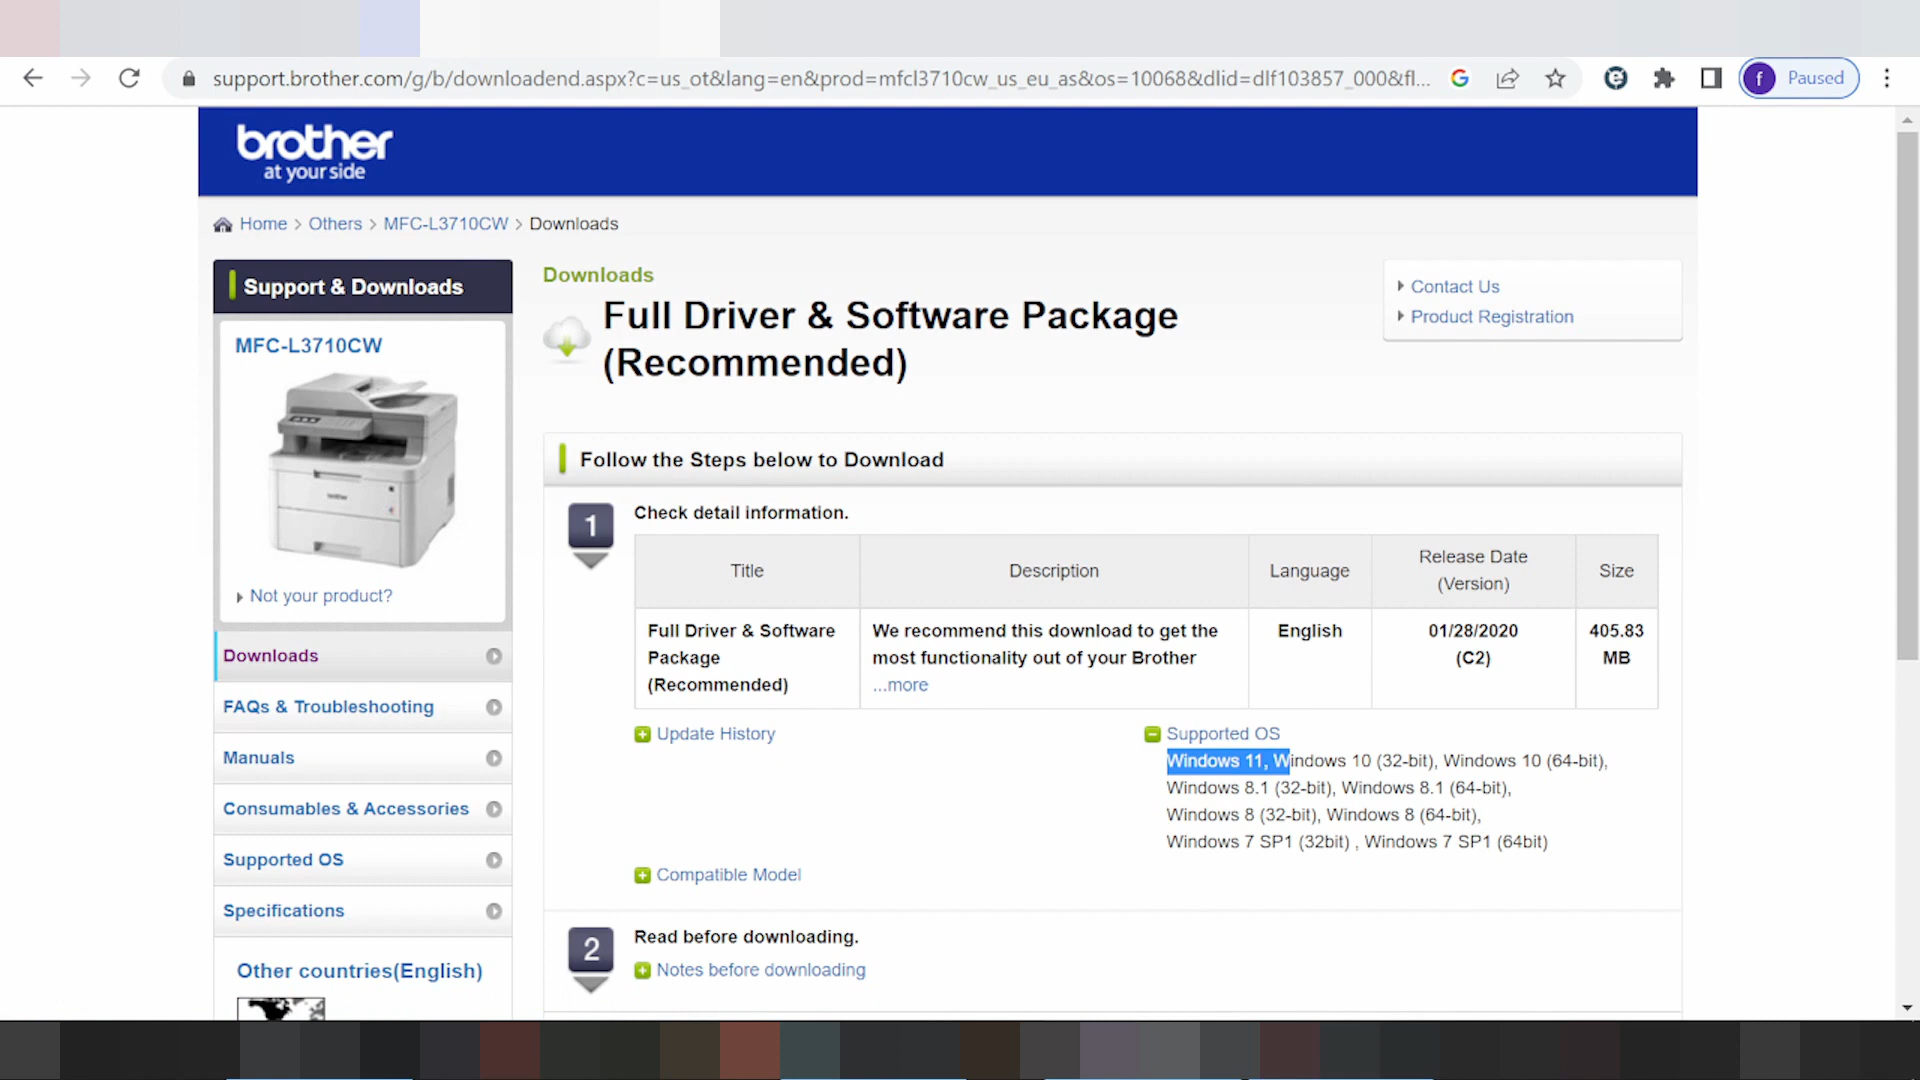 support.brother.com/g/b/downloadend.aspx?c=us_ot&lang=en&prod=mfcl3710cw_us_eu_as&os=10068&dlid=dlf103857_000&fl...
f Paused
brother
at your side
Home > Others > MFC-L3710CW > Downloads
Support & Downloads
MFC-L3710CW
Not your product?
Downloads
FAQs & Troubleshooting
Manuals
Consumables & Accessories
Supported OS
Specifications
Other countries(English)
Downloads
Full Driver & Software Package
(Recommended)
Contact Us
Product Registration
Follow the Steps below to Download
1
Check detail information.
Title Description Language Release Date (Version) Size
Full Driver & Software Package (Recommended)
We recommend this download to get the
most functionality out of your Brother
...more
English
01/28/2020
(C2)
405.83
MB
Update History
Supported OS
Windows 11, Windows 10 (32-bit), Windows 10 (64-bit),
Windows 8.1 (32-bit), Windows 8.1 (64-bit),
Windows 8 (32-bit), Windows 8 (64-bit),
Windows 7 SP1 (32bit) , Windows 7 SP1 (64bit)
Compatible Model
2
Read before downloading.
Notes before downloading